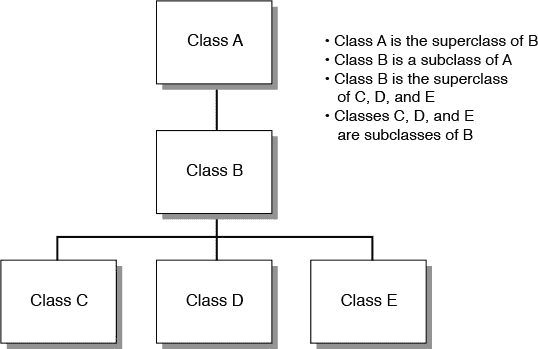 Class A
• Class A is the superclass of B
• Class B is a subclass of A
• Class B is the superclass
of C, D, and E
• Classes C, D, and E
are subclasses of B
Class B
Class C
Class D
Class E